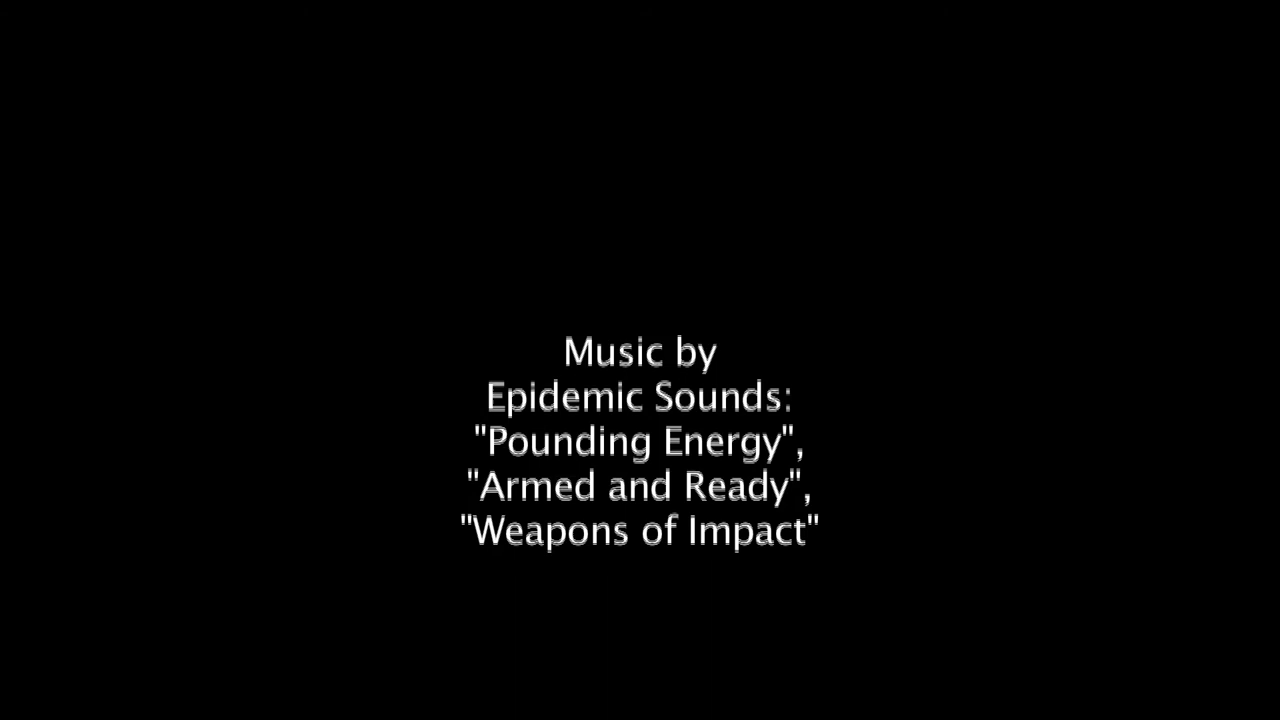 Music by
Epidemic Sounds:
"Pounding Energy",
"Armed and Ready",
"Weapons of Impact"